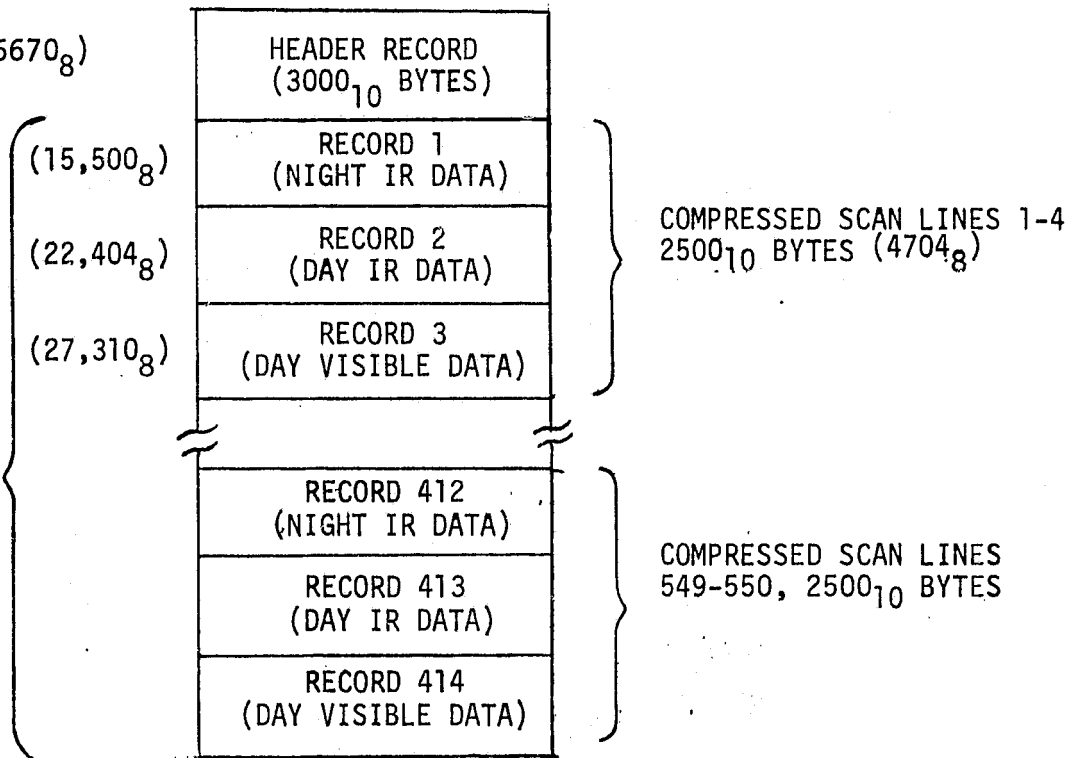 5670₈)
HEADER RECORD
(3000₁₀ BYTES)
(15,500₈)
RECORD 1
(NIGHT IR DATA)
(22,404₈)
RECORD 2
(DAY IR DATA)
(27,310₈)
RECORD 3
(DAY VISIBLE DATA)
COMPRESSED SCAN LINES 1-4
2500₁₀ BYTES (4704₈)
RECORD 412
(NIGHT IR DATA)
RECORD 413
(DAY IR DATA)
RECORD 414
(DAY VISIBLE DATA)
COMPRESSED SCAN LINES
549-550, 2500₁₀ BYTES